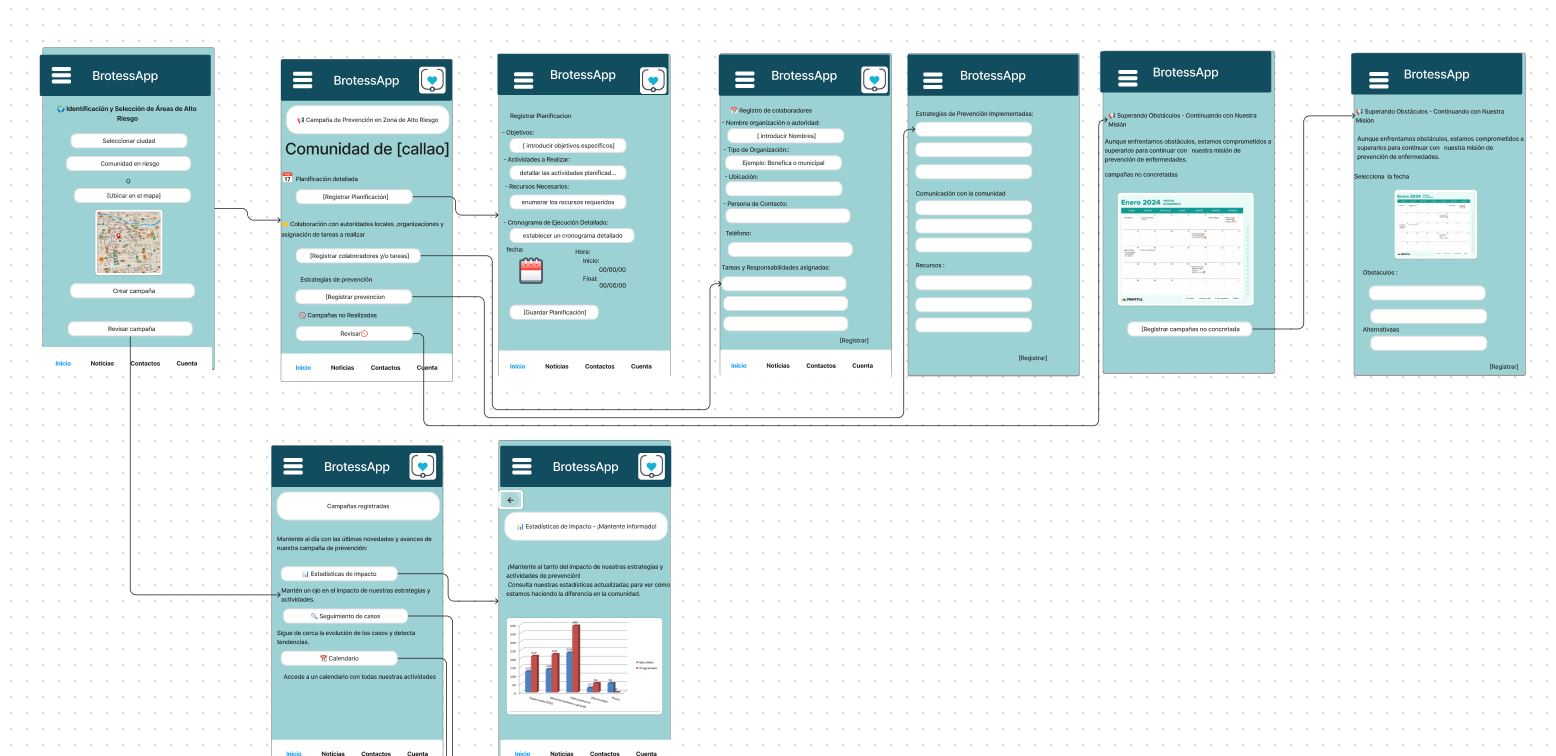 BrotessApp
🌍 Identificación y Selección de Áreas de Alto
Riesgo
Seleccionar ciudad
Comunidad en riesgo
O
[Ubicar en el mapa]
Crear campaña
Revisar campaña
Inicio Noticias Contactos Cuenta
BrotessApp
📢 Campaña de Prevención en Zona de Alto Riesgo
Comunidad de [callao]
📅 Planificación detallada
[Registrar Planificación]
Colaboración con autoridades locales ,organizaciones y
asignación de tareas a realizar
[Registrar colaboradores y/o tareas]
Estrategias de prevención
[Registrar prevencion
🚫 Campañas no Realizadas
Revisar🚫
Inicio Noticias Contactos Cuenta
BrotessApp
Registrar Planificacion
- Objetivos:
[ introducir objetivos específicos]
- Actividades a Realizar:
detallar las actividades planificad...
- Recursos Necesarios:
enumerar los recursos requeridos
- Cronograma de Ejecución Detallado:
establecer un cronograma detallado
fecha:
Hora:
Inicio:
00/00/00
Final:
00/00/00
[Guardar Planificación]
Inicio Noticias Contactos Cuenta
BrotessApp
📅 Registro de colaboradores
- Nombre organización o autoridad:
[ introducir Nombres]
- Tipo de Organización::
Ejemplo: Benefica o municipal
- Ubicación:
- Persona de Contacto:
Teléfono:
Tareas y Responsabilidades asignadas:
[Registrar]
Inicio Noticias Contactos Cuenta
BrotessApp
Estrategias de Prevención Implementadas:
Comunicación con la comunidad
Recursos :
[Registrar]
BrotessApp
📢 Superando Obstáculos - Continuando con Nuestra
Misión
Aunque enfrentamos obstáculos, estamos comprometidos a
superarlos para continuar con nuestra misión de
prevención de enfermedades.
campañas no concretadas
Enero 2024
PRINTFUL
[Registrar campañas no concretada
BrotessApp
📢 Superando Obstáculos - Continuando con Nuestra
Misión
Aunque enfrentamos obstáculos, estamos comprometidos a
superarlos para continuar con nuestra misión de
prevención de enfermedades.
Selecciona la fecha
Enero 2024
Obstáculos :
Alternativaas
[Registrar]
BrotessApp
Campañas registradas
Mantente al día con las últimas novedades y avances de
nuestra campaña de prevención:
📊 Estadísticas de impacto
Mantén un ojo en el impacto de nuestras estrategias y
actividades.
🔍 Seguimiento de casos
Sigue de cerca la evolución de los casos y detecta
tendencias.
📆 Calendario
Accede a un calendario con todas nuestras actividades
Inicio Noticias Contactos Cuenta
BrotessApp
📊 Estadísticas de Impacto - ¡Mantente Informado!
¡Mantente al tanto del impacto de nuestras estrategias y
actividades de prevención!
Consulta nuestras estadísticas actualizadas para ver cómo
estamos haciendo la diferencia en la comunidad.
Inicio Noticias Contactos Cuenta